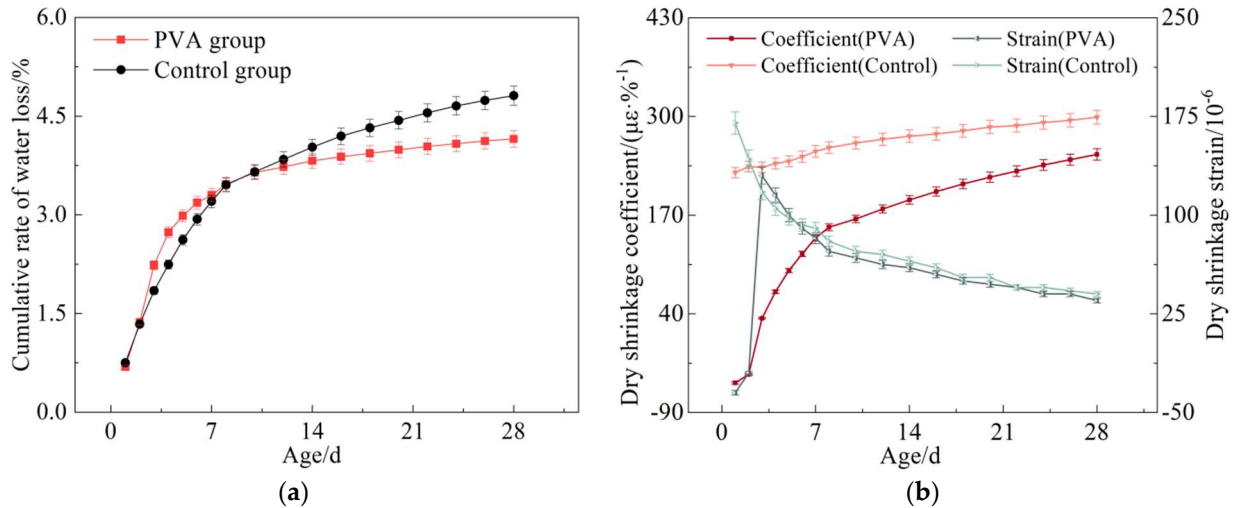 6.0
4.5
3.0
1.5
0.0
Cumulative rate of water loss/%
PVA group
Control group
0 7 14 21 28
Age/d
(a)
430
300
170
40
-90
Dry shrinkage coefficient/(με·%⁻¹)
Coefficient(PVA)
Coefficient(Control)
Strain(PVA)
Strain(Control)
250
175
100
25
-50
Dry shrinkage strain/10⁻⁶
0 7 14 21 28
Age/d
(b)